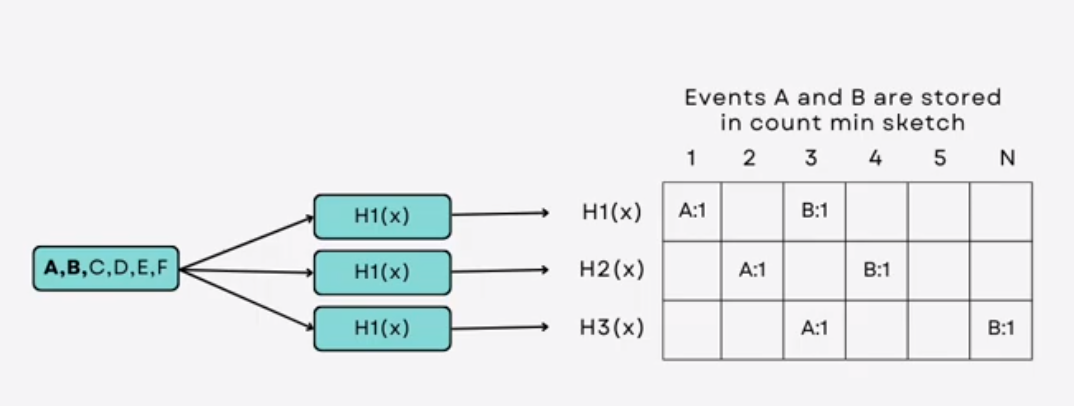 Events A and B are stored
in count min sketch
1 2 3 4 5 N
H1(x) H1(x) A:1 B:1
A,B,C,D,E,F H1(x) H2(x) A:1 B:1
H1(x) H3(x) A:1 B:1